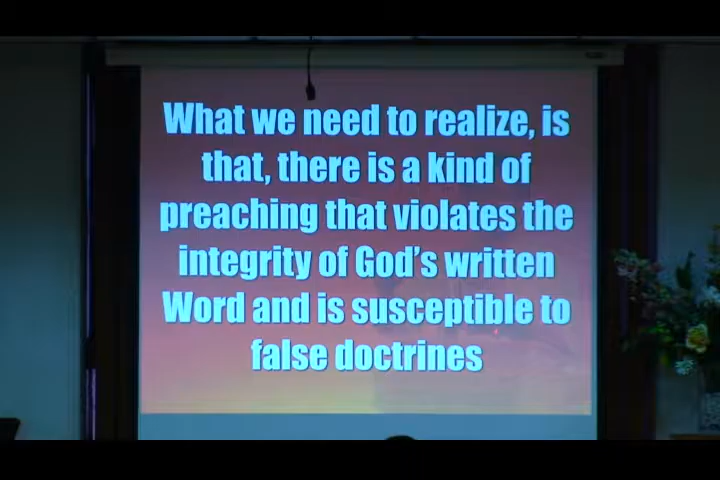 What we need to realize, is
that, there is a kind of
preaching that violates the
integrity of God's written
Word and is susceptible to
false doctrines